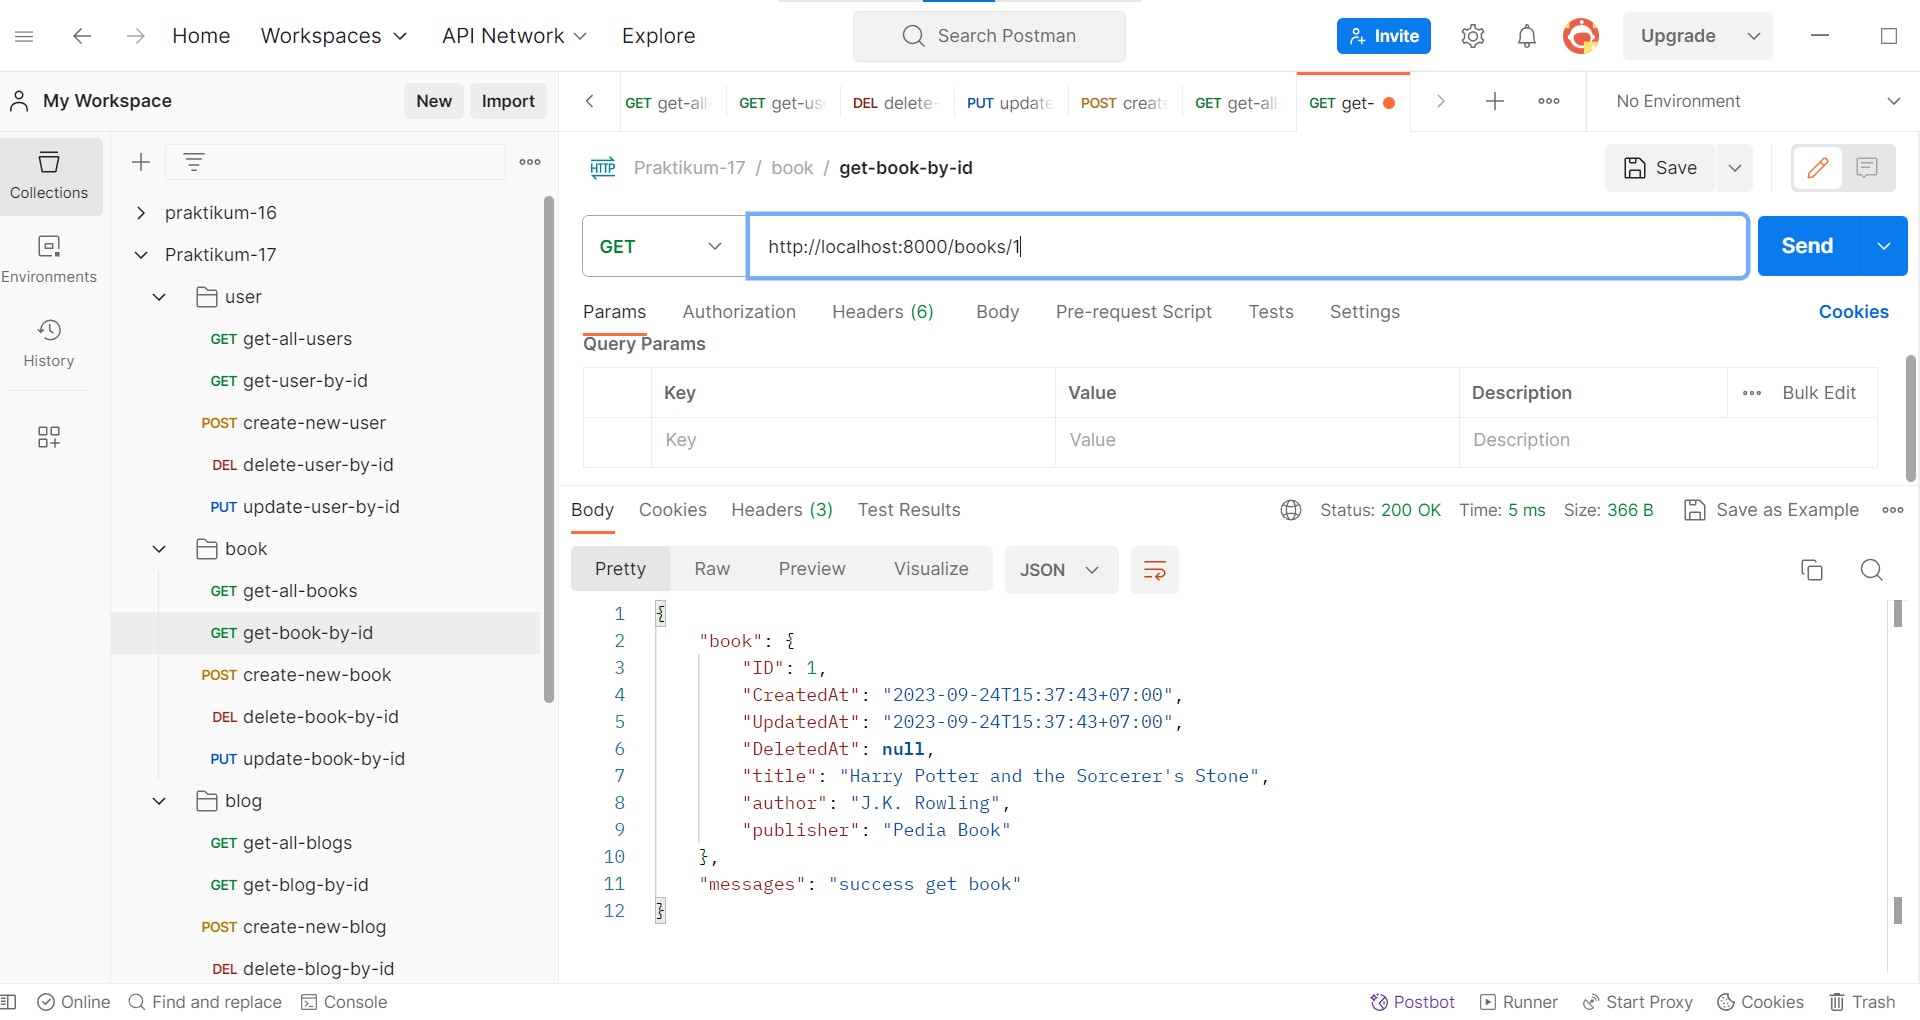 Home Workspaces API Network Explore Search Postman Invite Upgrade
My Workspace New Import GET get-all GET get-us DEL delete- PUT update POST creat GET get-all GET get- No Environment
Collections
Environments
History
praktikum-16
Praktikum-17
user
GET get-all-users
GET get-user-by-id
POST create-new-user
DEL delete-user-by-id
PUT update-user-by-id
book
GET get-all-books
GET get-book-by-id
POST create-new-book
DEL delete-book-by-id
PUT update-book-by-id
blog
GET get-all-blogs
GET get-blog-by-id
POST create-new-blog
DEL delete-blog-by-id
HTTP Praktikum-17 / book / get-book-by-id Save
GET http://localhost:8000/books/1 Send
Params Authorization Headers (6) Body Pre-request Script Tests Settings Cookies
Query Params
Key Value Description Bulk Edit
Key Value Description
Body Cookies Headers (3) Test Results Status: 200 OK Time: 5 ms Size: 366 B Save as Example
Pretty Raw Preview Visualize JSON
1 {
2 "book": {
3 "ID": 1,
4 "CreatedAt": "2023-09-24T15:37:43+07:00",
5 "UpdatedAt": "2023-09-24T15:37:43+07:00",
6 "DeletedAt": null,
7 "title": "Harry Potter and the Sorcerer's Stone",
8 "author": "J.K. Rowling",
9 "publisher": "Pedia Book"
10 },
11 "messages": "success get book"
12 }
Online Find and replace Console Postbot Runner Start Proxy Cookies Trash